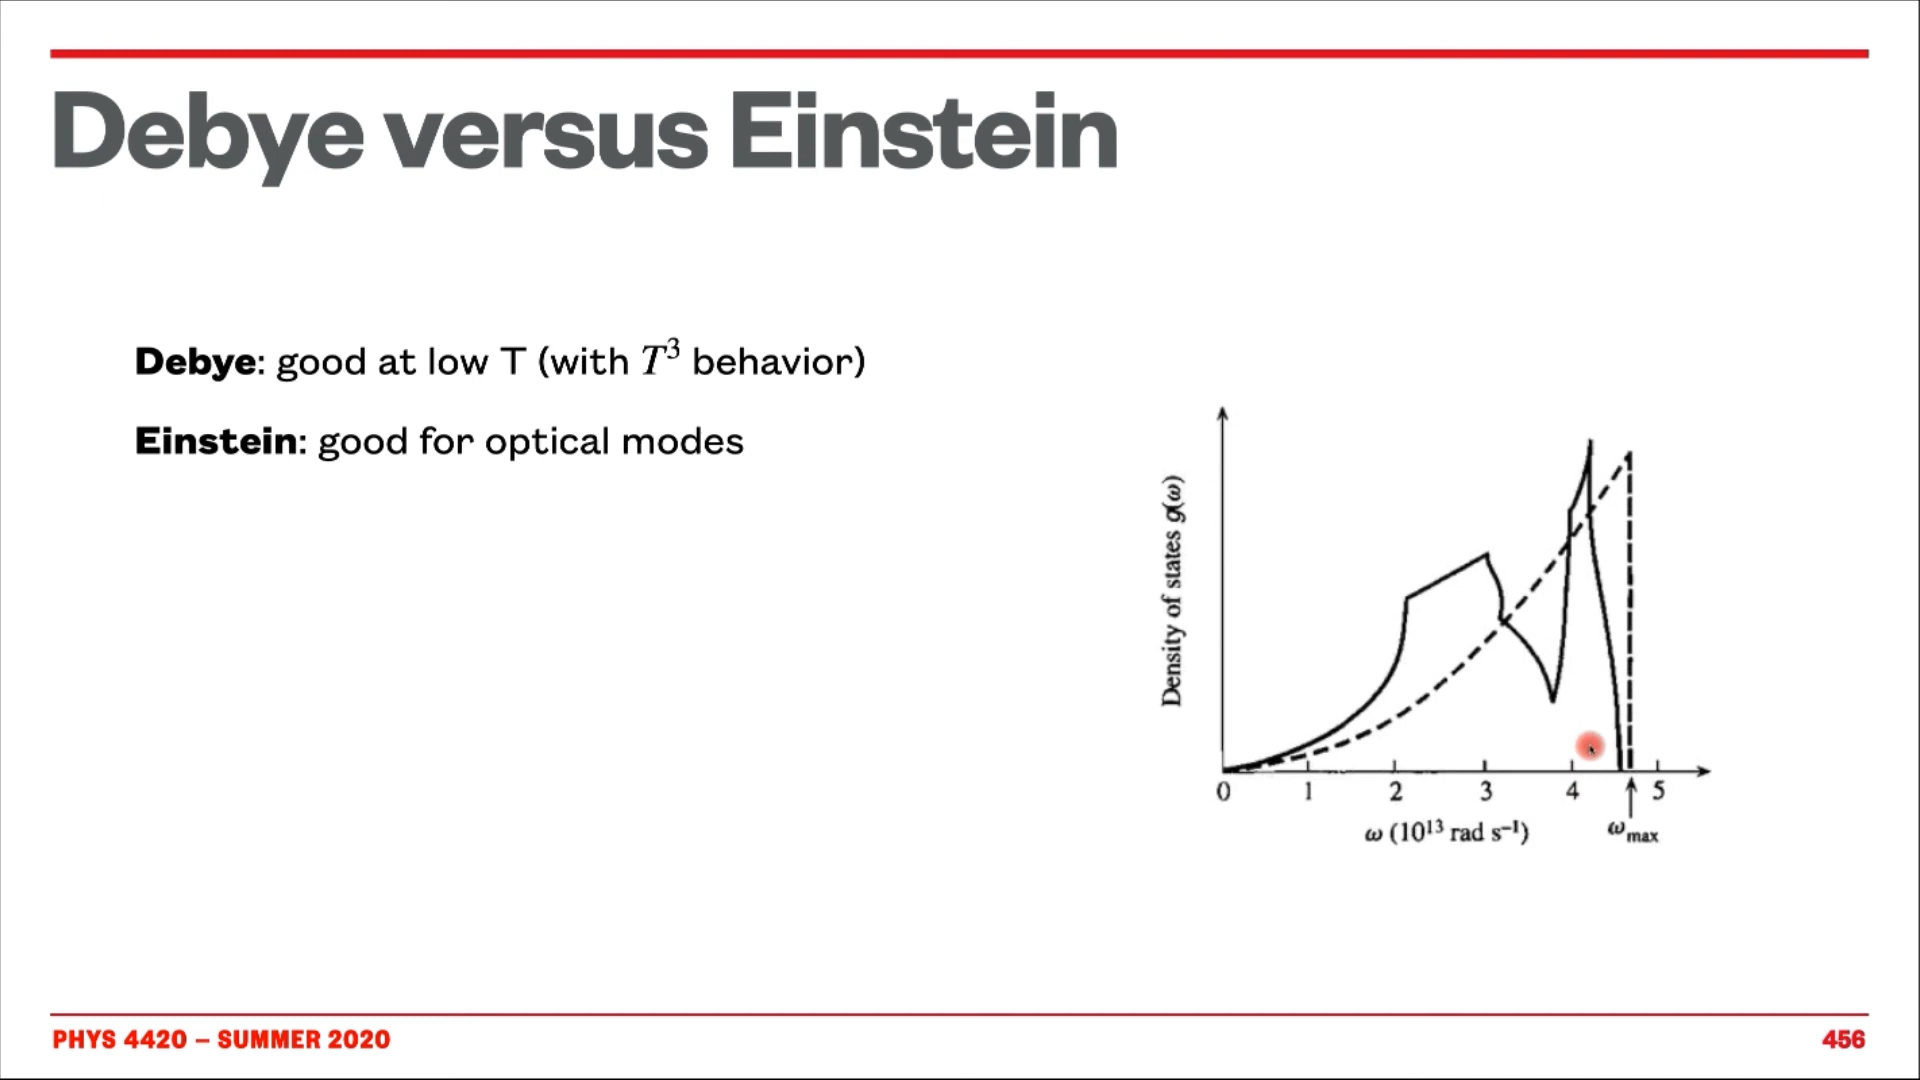 Debye versus Einstein
Debye: good at low T (with T³ behavior)
Einstein: good for optical modes
Density of states g(ω)
0 1 2 3 4 5
ω (10¹³ rad s⁻¹)
ω max
PHYS 4420 – SUMMER 2020
456